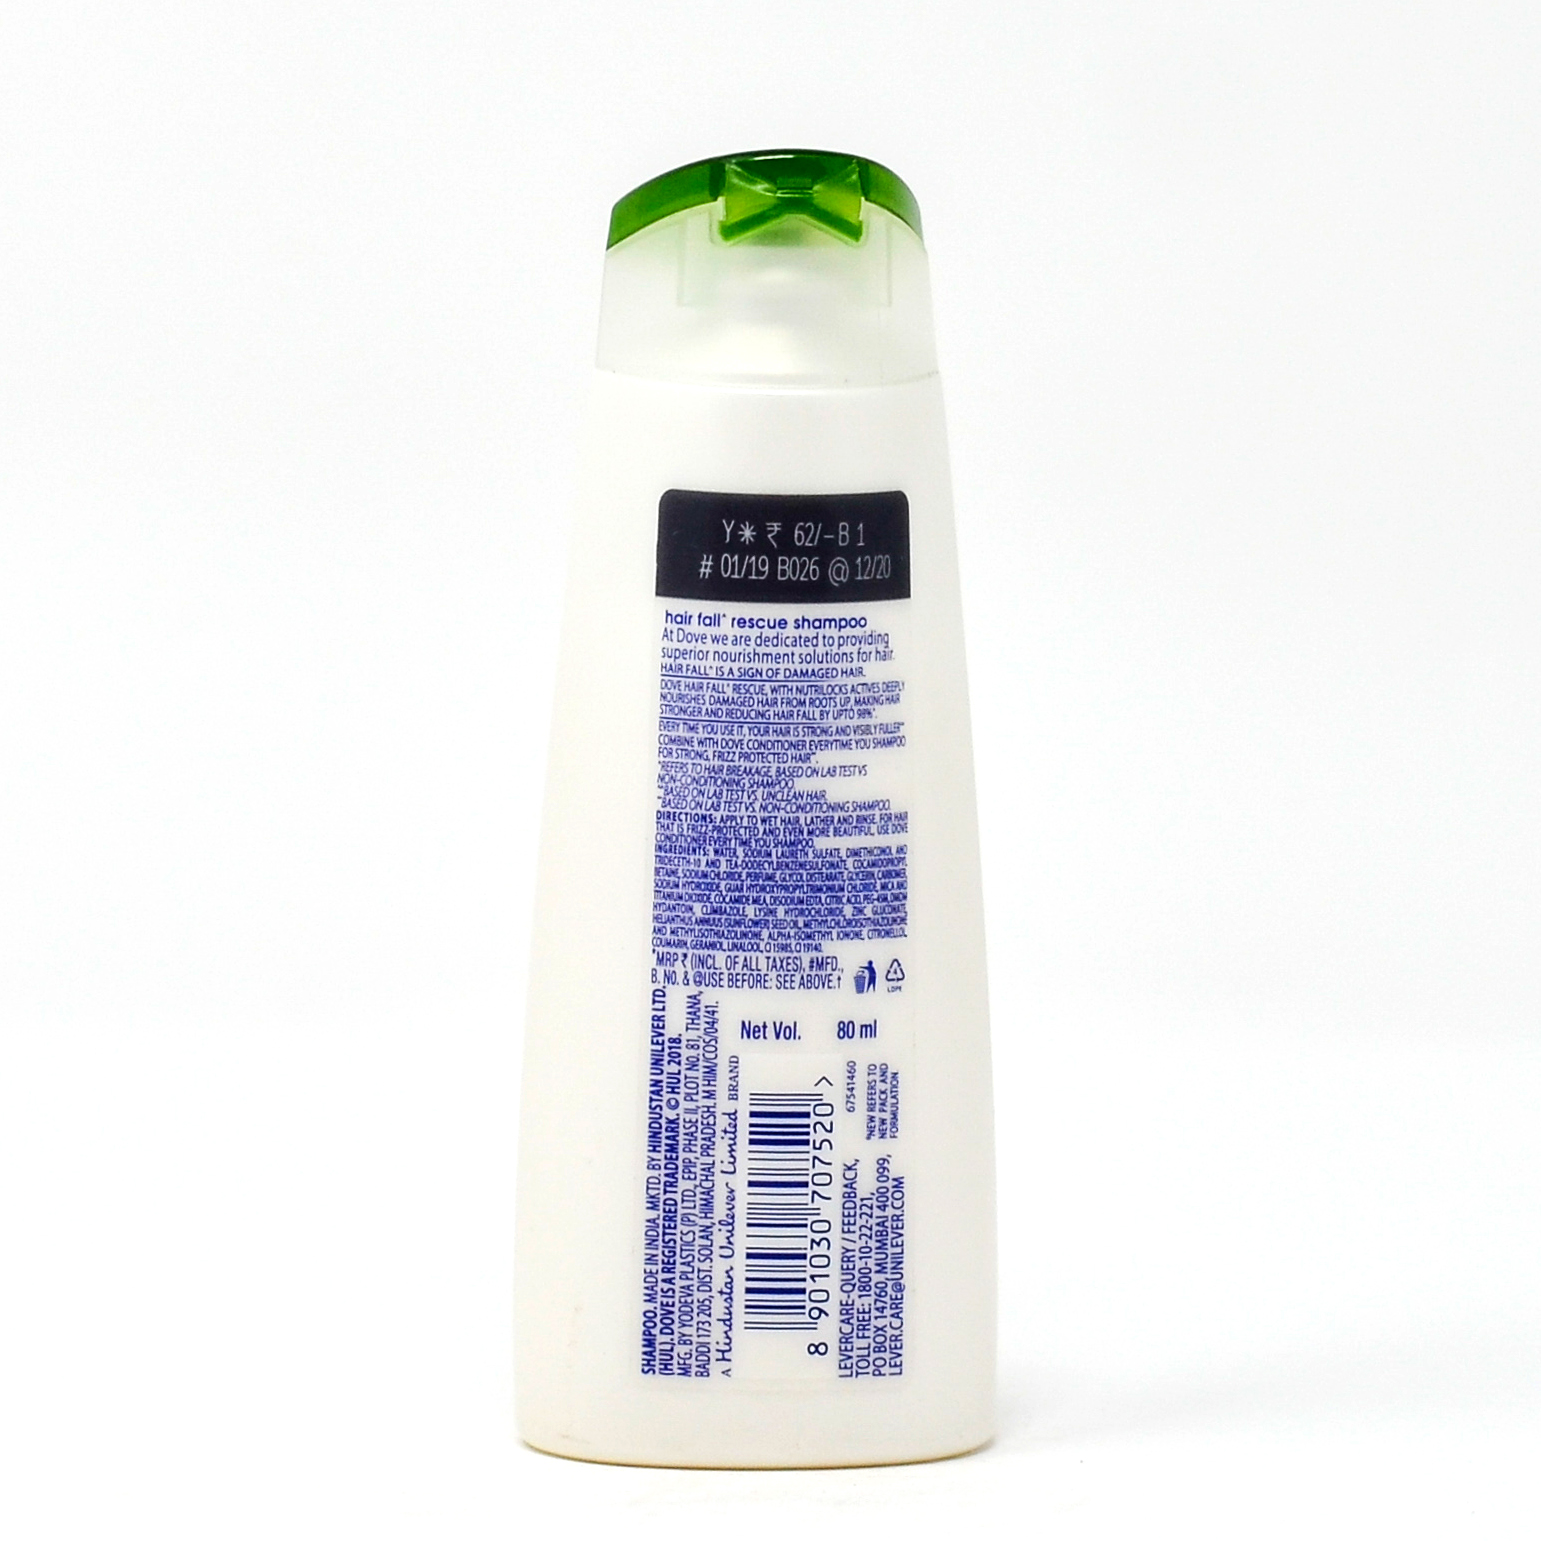 Y✳ ₹ 62/-B 1
# 01/19 B026 @ 12/20
hair fall* rescue shampoo
At Dove we are dedicated to providing
superior nourishment solutions for hair.
HAIR FALL* IS A SIGN OF DAMAGED HAIR.
DOVE HAIR FALL* RESCUE, WITH NUTRILOCKS ACTIVES DEEPLY
NOURISHES DAMAGED HAIR FROM ROOTS UP, MAKING HAIR
STRONGER AND REDUCING HAIR FALL BY UPTO 98%*.
EVERY TIME YOU USE IT, YOUR HAIR IS STRONG AND VISIBLY FULLER**
COMBINE WITH DOVE CONDITIONER EVERYTIME YOU SHAMPOO
FOR STRONG, FRIZZ PROTECTED HAIR^.
*REFERS TO HAIR BREAKAGE, BASED ON LAB TEST VS
NON-CONDITIONING SHAMPOO
**BASED ON LAB TEST VS. UNCLEAN HAIR.
^BASED ON LAB TEST VS. NON-CONDITIONING SHAMPOO.
DIRECTIONS: APPLY TO WET HAIR, LATHER AND RINSE. FOR HAIR
THAT IS FRIZZ-PROTECTED AND EVEN MORE BEAUTIFUL, USE DOVE
CONDITIONER EVERY TIME YOU SHAMPOO.
INGREDIENTS: WATER, SODIUM LAURETH SULFATE, DIMETHICONOL AND
TRIDECETH-10 AND TEA-DODECYLBENZENESULFONATE, COCAMIDOPROPYL
BETAINE, SODIUM CHLORIDE, PERFUME, GLYCOL DISTEARATE, GLYCERIN, CARBOMER,
SODIUM HYDROXIDE, GUAR HYDROXYPROPYLTRIMONIUM CHLORIDE, MICA AND
TITANIUM DIOXIDE, COCAMIDE MEA, DISODIUM EDTA, CITRIC ACID, PEG-45M, DMDM
HYDANTOIN, CLIMBAZOLE, LYSINE HYDROCHLORIDE, ZINC GLUCONATE,
HELIANTHUS ANNUUS (SUNFLOWER) SEED OIL, METHYLCHLOROISOTHIAZOLINONE
AND METHYLISOTHIAZOLINONE, ALPHA-ISOMETHYL IONONE, CITRONELLOL,
COUMARIN, GERANIOL, LINALOOL, CI 15985, CI 19140.
*MRP ₹ (INCL. OF ALL TAXES), #MFD.,
B. NO. & @USE BEFORE: SEE ABOVE.†
LDPE
Net Vol. 80 ml
SHAMPOO. MADE IN INDIA. MKTD. BY HINDUSTAN UNILEVER LTD.
(HUL). DOVE IS A REGISTERED TRADEMARK. © HUL 2018.
MFG. BY YODEVA PLASTICS (P) LTD., EPIP, PHASE II, PLOT No. 81, THANA,
BADDI 173 205, DIST. SOLAN, HIMACHAL PRADESH. M HIM/COS/04/41.
A Hindustan Unilever Limited BRAND
8 901030 707520 >
67541460
*NEW REFERS TO
NEW PACK AND
FORMULATION
LEVERCARE-QUERY / FEEDBACK,
TOLL FREE: 1800-10-22-221,
PO BOX 14760, MUMBAI 400 099,
LEVER.CARE@UNILEVER.COM